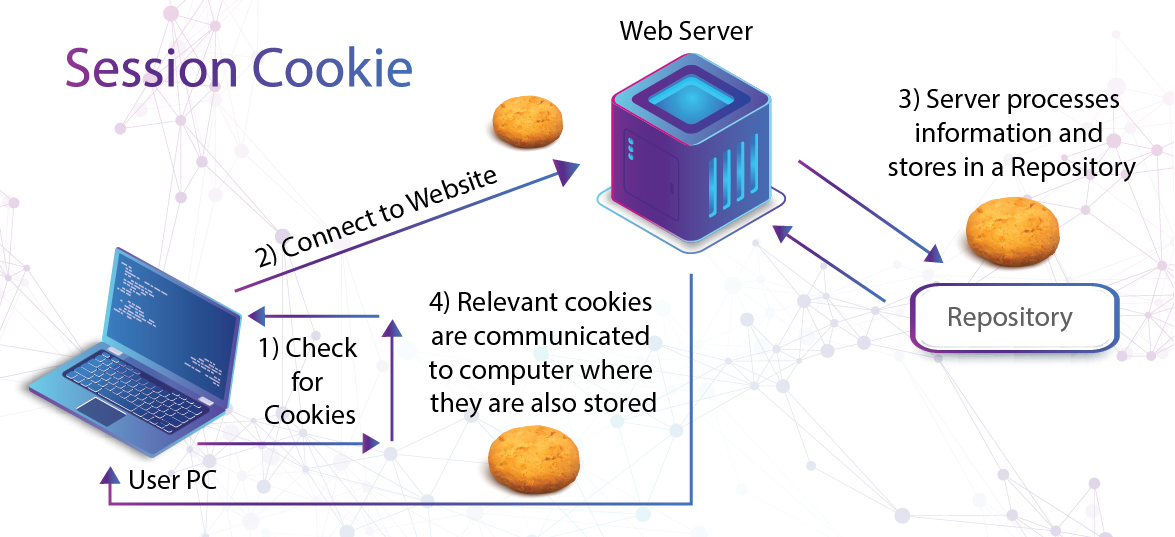 Session Cookie
Web Server
3) Server processes
information and
stores in a Repository
2) Connect to Website
Repository
4) Relevant cookies
are communicated
to computer where
they are also stored
1) Check
for
Cookies
User PC